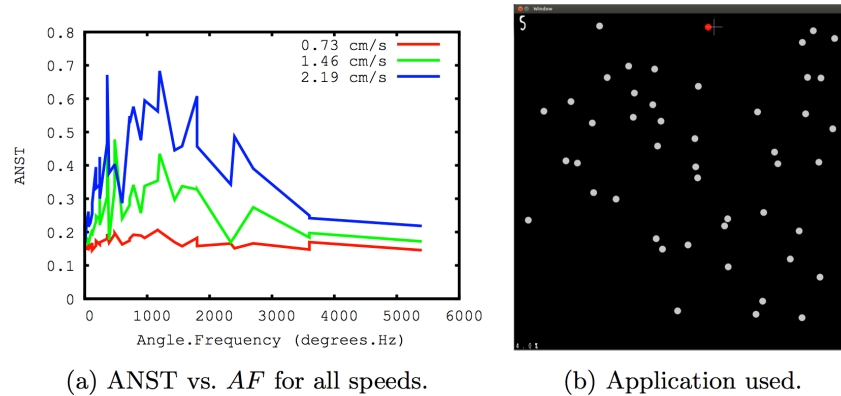 Window
5
0.8
0.7
0.6
0.5
0.4
0.3
0.2
0.1
0
ANST
0.73 cm/s
1.46 cm/s
2.19 cm/s
0 1000 2000 3000 4000 5000 6000
Angle.Frequency (degrees.Hz)
(a) ANST vs. AF for all speeds.
(b) Application used.